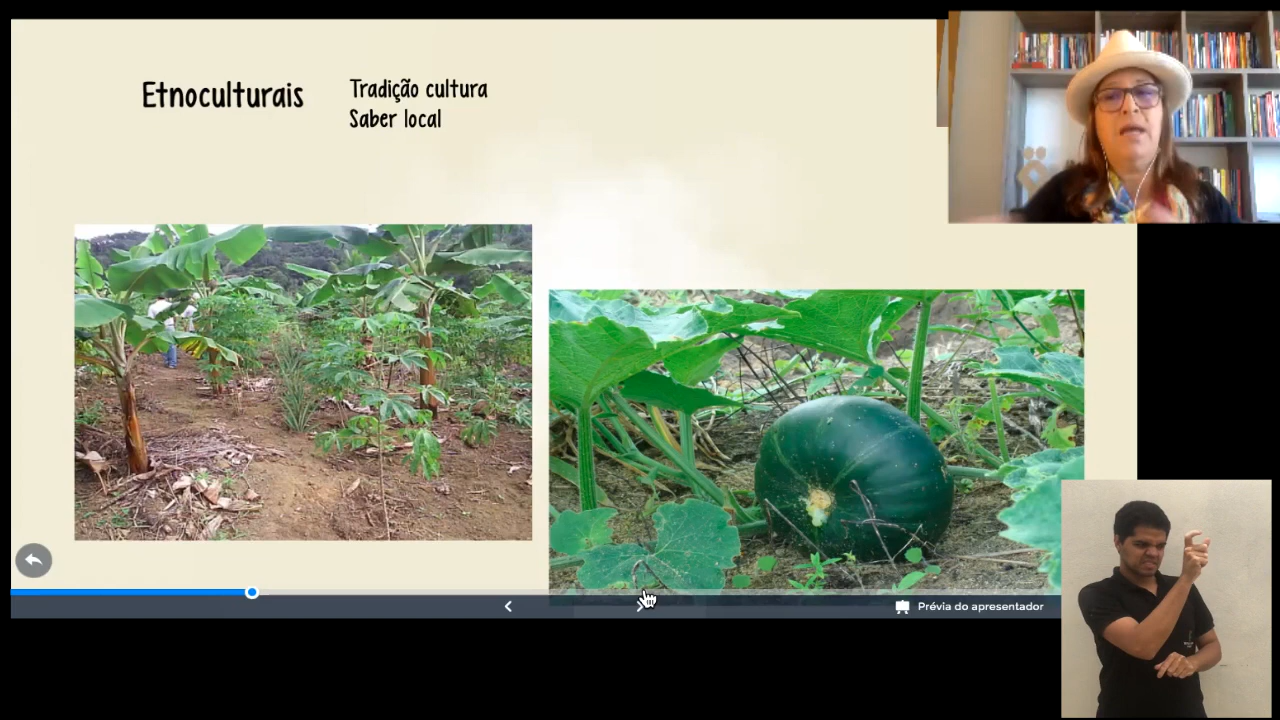 Etnoculturais
Tradição cultura
Saber local
Prévia do apresentador